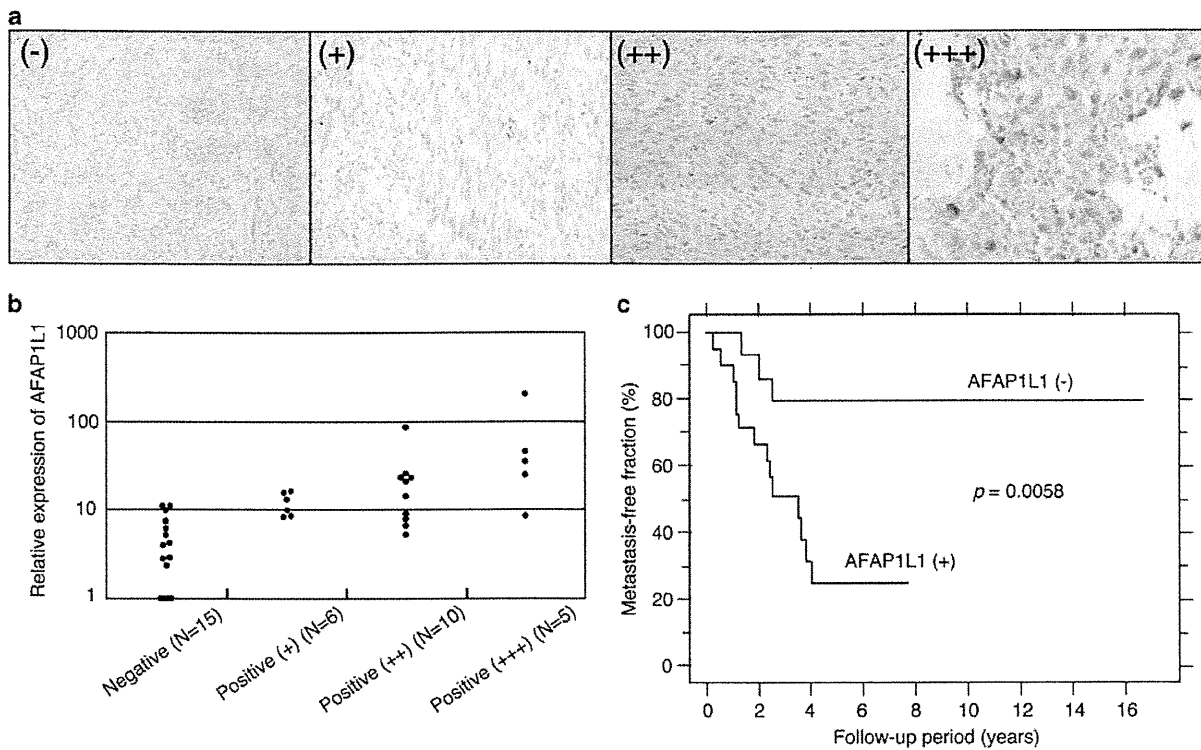 a
(-)
(+)
(++)
(+++)
b
Relative expression of AFAP1L1
1000
100
10
1
Negative (N=15)
Positive (+) (N=6)
Positive (++) (N=10)
Positive (+++) (N=5)
c
Metastasis-free fraction (%)
100
80
60
40
20
0
AFAP1L1 (-)
p = 0.0058
AFAP1L1 (+)
0 2 4 6 8 10 12 14 16
Follow-up period (years)